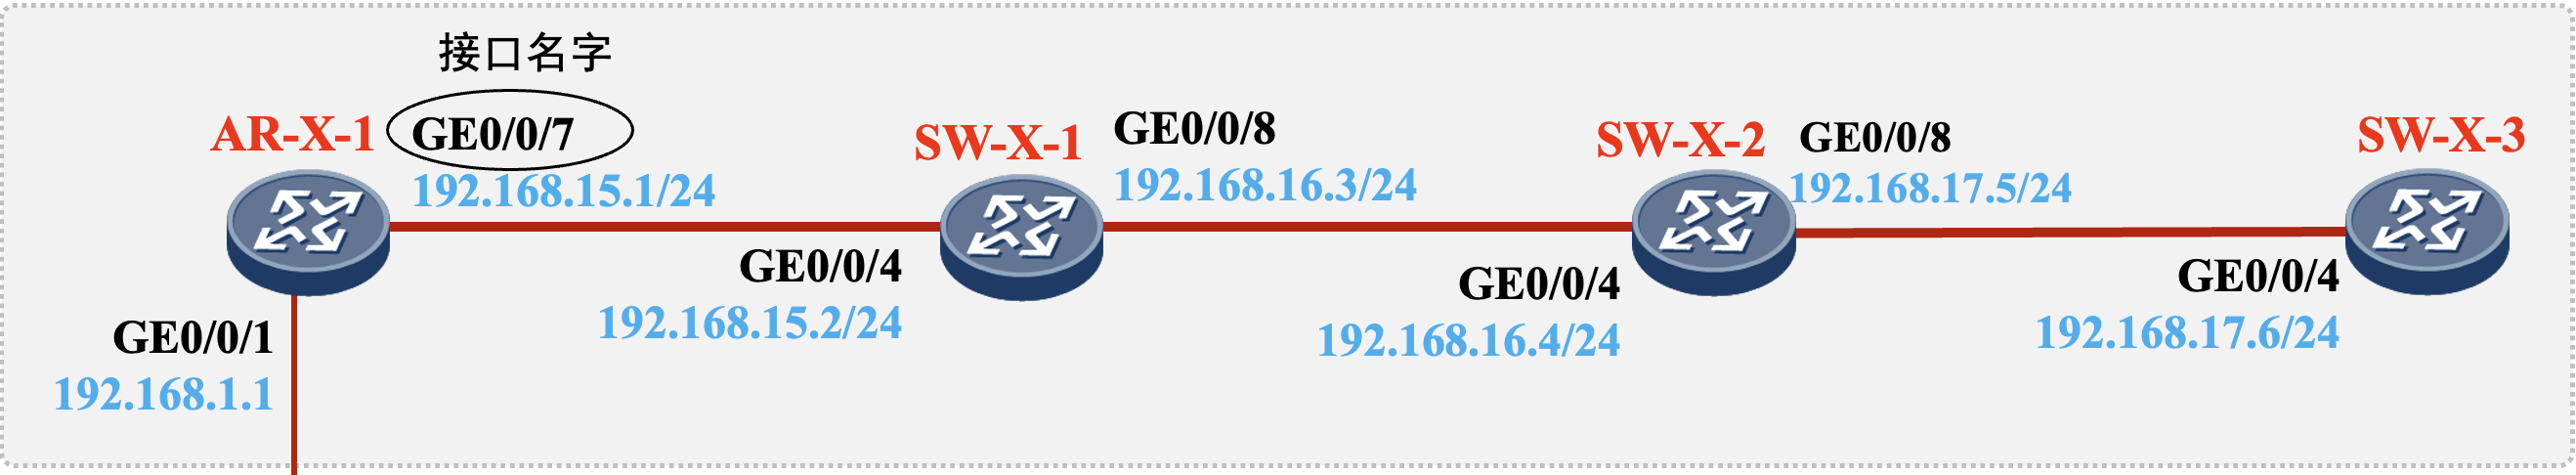 接口名字
AR-X-1
GE0/0/7
192.168.15.1/24
GE0/0/1
192.168.1.1
SW-X-1
GE0/0/4
192.168.15.2/24
GE0/0/8
192.168.16.3/24
SW-X-2
GE0/0/4
192.168.16.4/24
GE0/0/8
192.168.17.5/24
SW-X-3
GE0/0/4
192.168.17.6/24